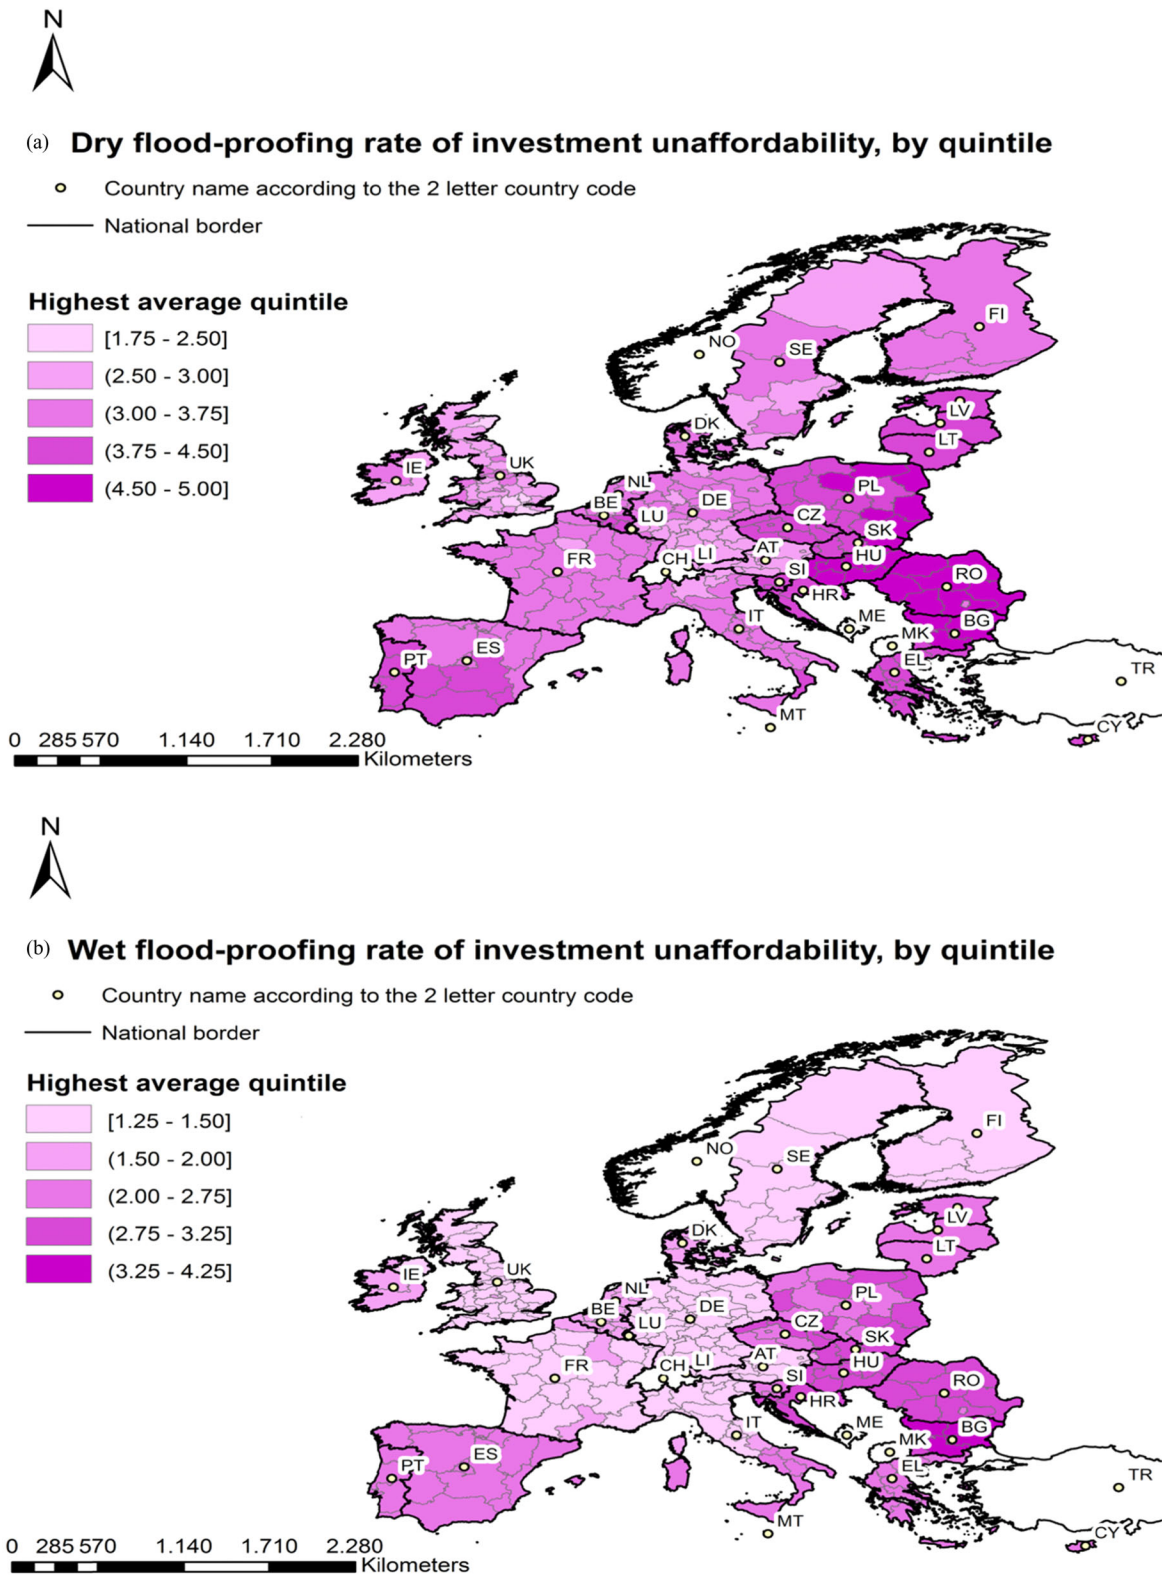 N
(a) Dry flood-proofing rate of investment unaffordability, by quintile
Country name according to the 2 letter country code
National border
Highest average quintile
[1.75 - 2.50]
(2.50 - 3.00]
(3.00 - 3.75]
(3.75 - 4.50]
(4.50 - 5.00]
FI
NO
SE
LV
DK
LT
IE
UK
NL
BE
DE
PL
LU
CZ
SK
FR
CH
LI
AT
HU
SI
RO
HR
IT
ME
BG
MK
PT
ES
EL
TR
MT
CY
0 285 570 1.140 1.710 2.280
Kilometers
N
(b) Wet flood-proofing rate of investment unaffordability, by quintile
Country name according to the 2 letter country code
National border
Highest average quintile
[1.25 - 1.50]
(1.50 - 2.00]
(2.00 - 2.75]
(2.75 - 3.25]
(3.25 - 4.25]
FI
NO
SE
LV
DK
LT
IE
UK
NL
BE
DE
PL
LU
CZ
SK
FR
CH
LI
AT
HU
SI
RO
HR
IT
ME
BG
MK
PT
ES
EL
TR
MT
CY
0 285 570 1.140 1.710 2.280
Kilometers